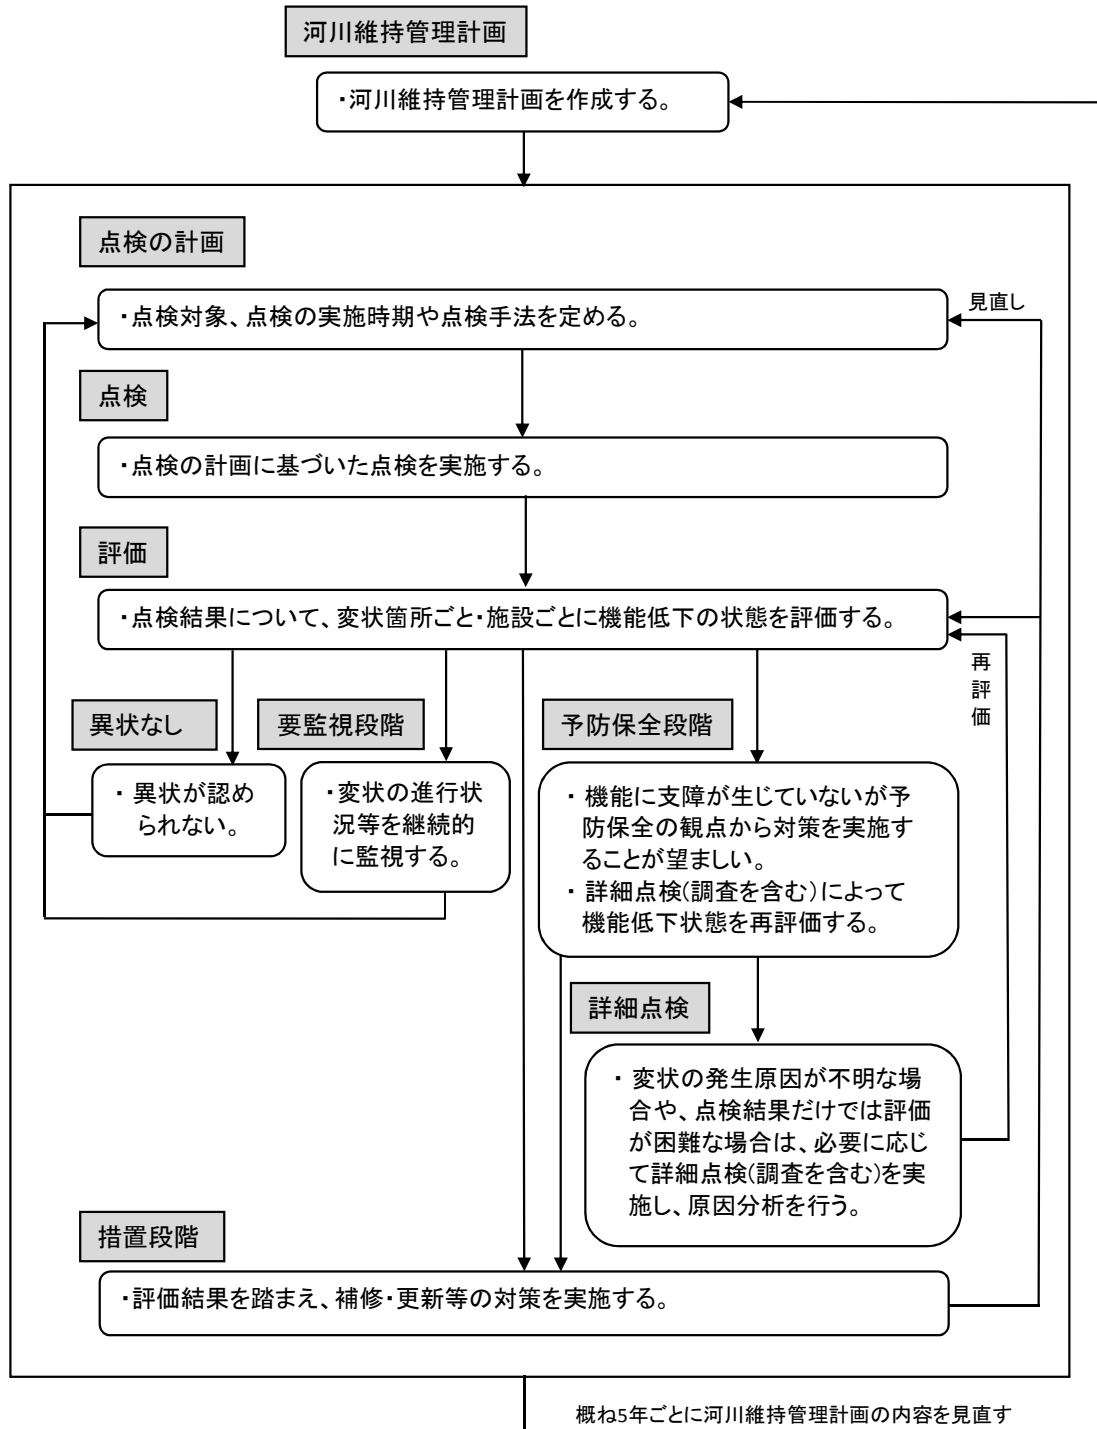 河川維持管理計画
・河川維持管理計画を作成する。
点検の計画
・点検対象、点検の実施時期や点検手法を定める。
見直し
点検
・点検の計画に基づいた点検を実施する。
評価
・点検結果について、変状箇所ごと・施設ごとに機能低下の状態を評価する。
再評価
異状なし
要監視段階
予防保全段階
・ 異状が認め
られない。
・変状の進行状
況等を継続的
に監視する。
・ 機能に支障が生じていないが予
防保全の観点から対策を実施す
ることが望ましい。
・ 詳細点検(調査を含む)によって
機能低下状態を再評価する。
詳細点検
・ 変状の発生原因が不明な場
合や、点検結果だけでは評価
が困難な場合は、必要に応じ
て詳細点検(調査を含む)を実
施し、原因分析を行う。
措置段階
・評価結果を踏まえ、補修・更新等の対策を実施する。
概ね5年ごとに河川維持管理計画の内容を見直す